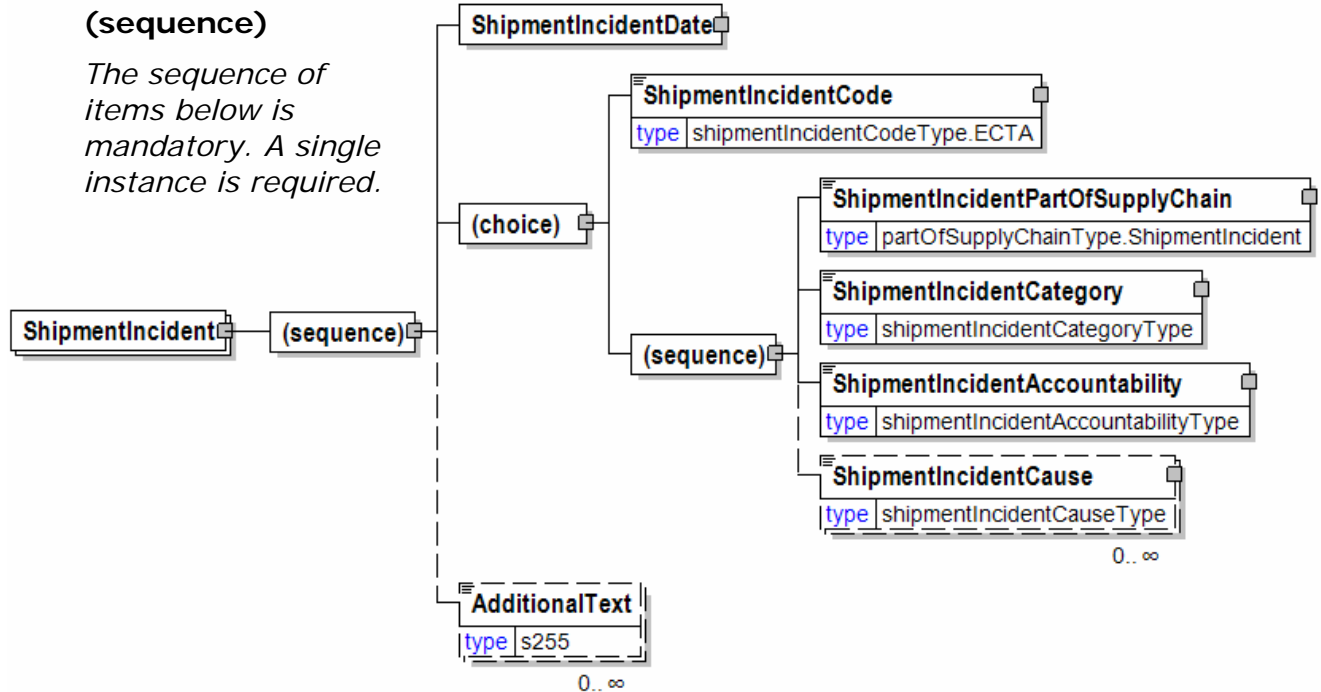 (sequence)
The sequence of
items below is
mandatory. A single
instance is required.
ShipmentIncidentDate
ShipmentIncidentCode
type shipmentIncidentCodeType.ECTA
(choice)
ShipmentIncidentPartOfSupplyChain
type partOfSupplyChainType.ShipmentIncident
ShipmentIncidentCategory
type shipmentIncidentCategoryType
ShipmentIncident
(sequence)
(sequence)
ShipmentIncidentAccountability
type shipmentIncidentAccountabilityType
ShipmentIncidentCause
type shipmentIncidentCauseType
0.. ∞
AdditionalText
type s255
0.. ∞